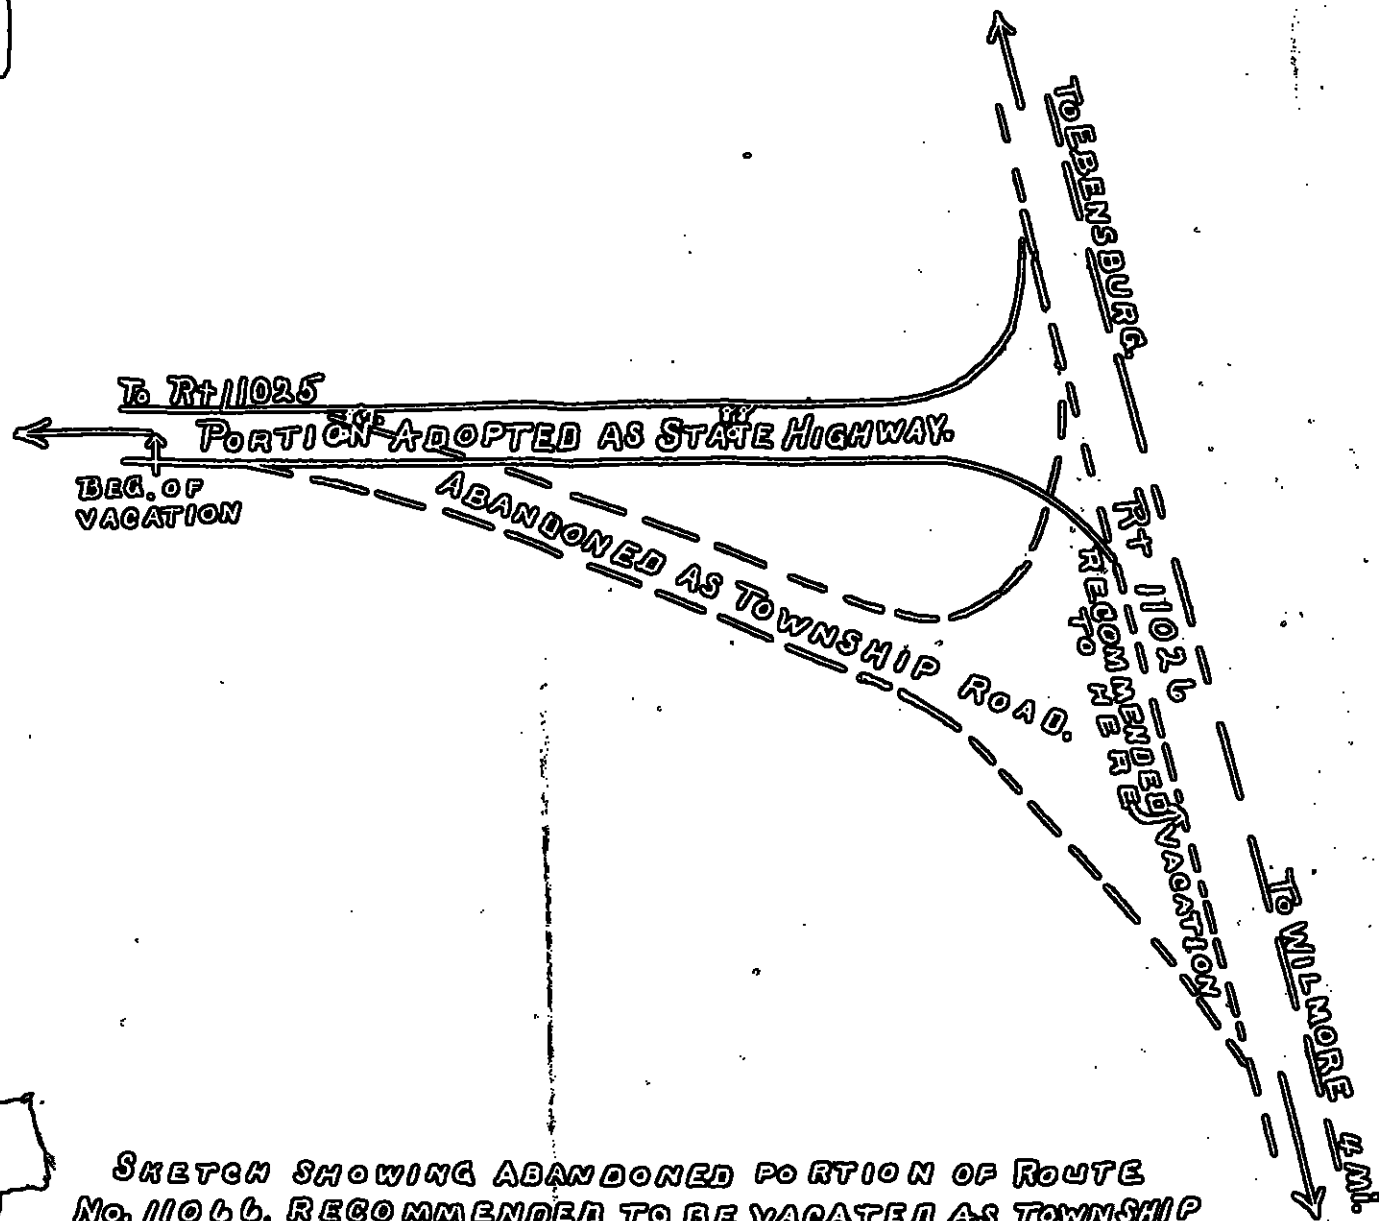 To EBENSBURG.
To Rt 11025
PORTION ADOPTED AS STATE HIGHWAY.
BEG. OF
VACATION
ABANDONED AS TOWNSHIP ROAD.
Rt 11026
RECOMMENDED VACATION
TO HERE
To WILMORE 4 MI.
SKETCH SHOWING ABANDONED PORTION OF ROUTE
NO. 11066. RECOMMENDED TO BE VACATED AS TOWNSHIP